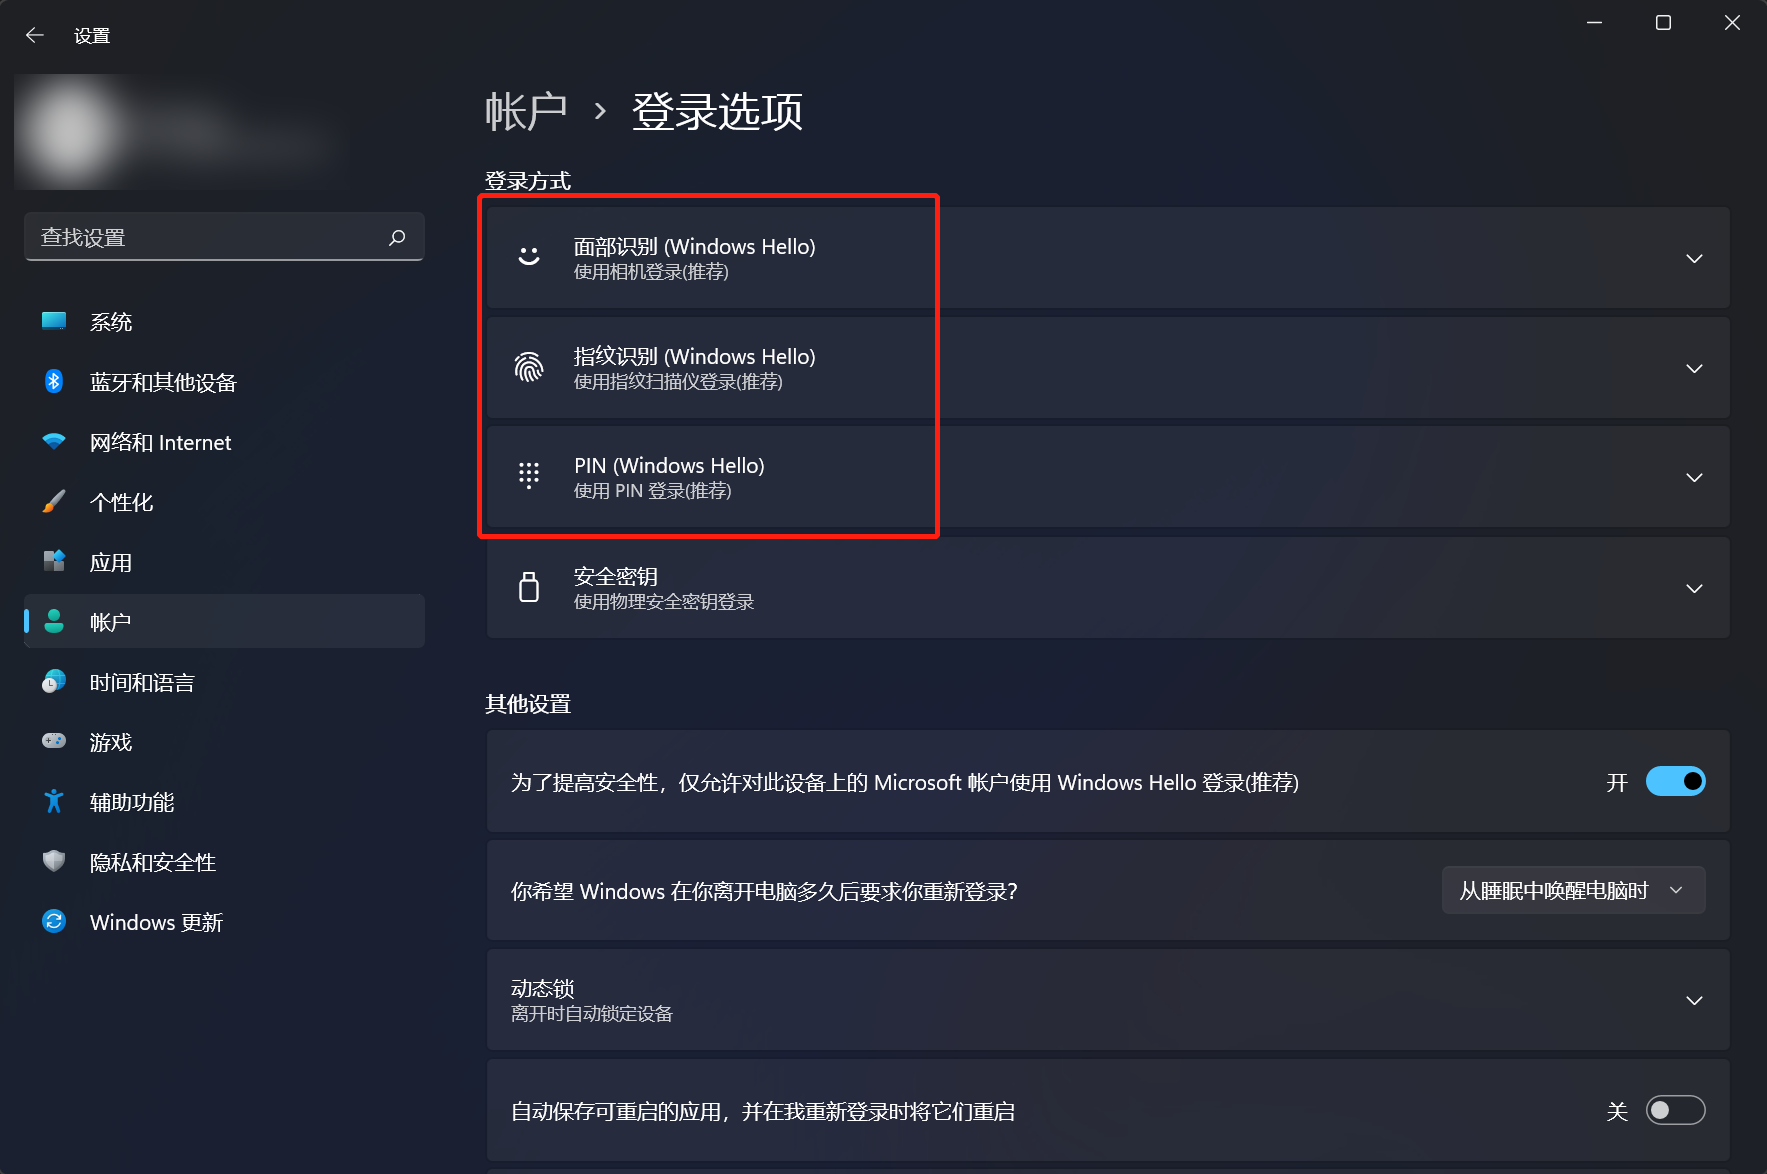 设置
查找设置
系统
蓝牙和其他设备
网络和 Internet
个性化
应用
帐户
时间和语言
游戏
辅助功能
隐私和安全性
Windows 更新
帐户 › 登录选项
登录方式
面部识别 (Windows Hello)
使用相机登录(推荐)
指纹识别 (Windows Hello)
使用指纹扫描仪登录(推荐)
PIN (Windows Hello)
使用 PIN 登录(推荐)
安全密钥
使用物理安全密钥登录
其他设置
为了提高安全性，仅允许对此设备上的 Microsoft 帐户使用 Windows Hello 登录(推荐)
开
你希望 Windows 在你离开电脑多久后要求你重新登录?
从睡眠中唤醒电脑时
动态锁
离开时自动锁定设备
自动保存可重启的应用，并在我重新登录时将它们重启
关